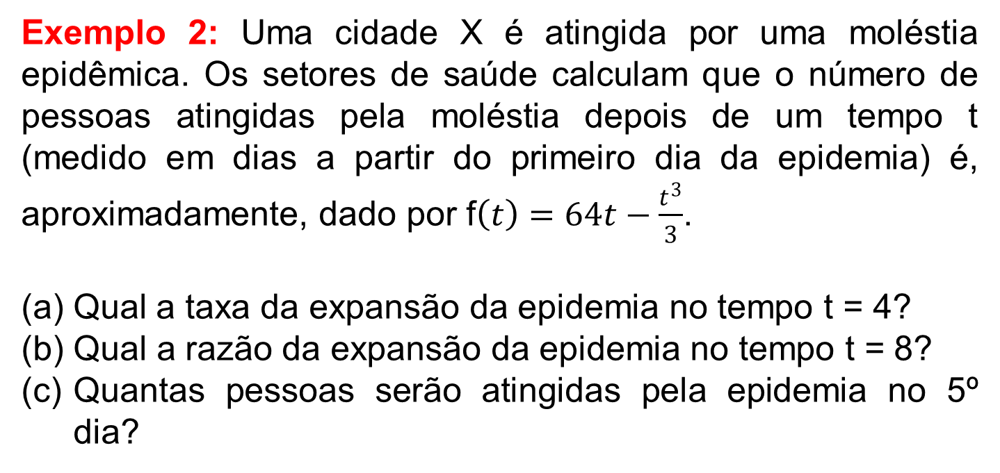 Exemplo 2: Uma cidade X é atingida por uma moléstia
epidêmica. Os setores de saúde calculam que o número de
pessoas atingidas pela moléstia depois de um tempo t
(medido em dias a partir do primeiro dia da epidemia) é,
aproximadamente, dado por f(t) = 64t − t³/3.
(a) Qual a taxa da expansão da epidemia no tempo t = 4?
(b) Qual a razão da expansão da epidemia no tempo t = 8?
(c) Quantas pessoas serão atingidas pela epidemia no 5º
dia?